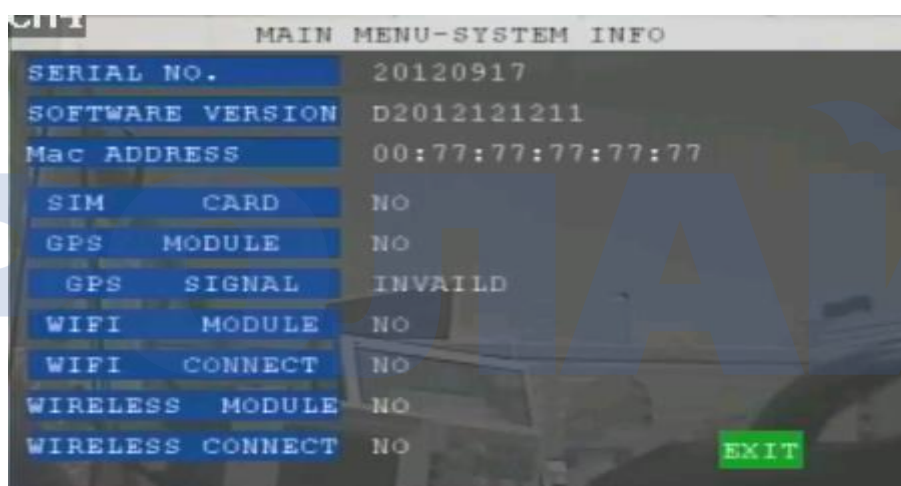 CH4
MAIN MENU-SYSTEM INFO
SERIAL NO. 20120917
SOFTWARE VERSION D2012121211
Mac ADDRESS 00:77:77:77:77:77
SIM CARD NO
GPS MODULE NO
GPS SIGNAL INVAILD
WIFI MODULE NO
WIFI CONNECT NO
WIRELESS MODULE NO
WIRELESS CONNECT NO
EXIT